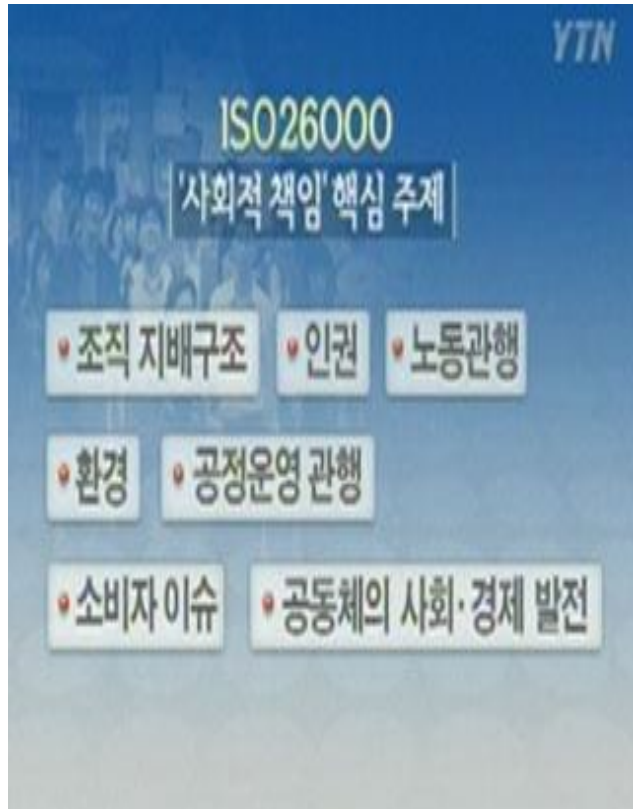 YTN
ISO26000
'사회적 책임' 핵심 주제
• 조직 지배구조 • 인권 • 노동관행
• 환경 • 공정운영 관행
• 소비자 이슈 • 공동체의 사회·경제 발전